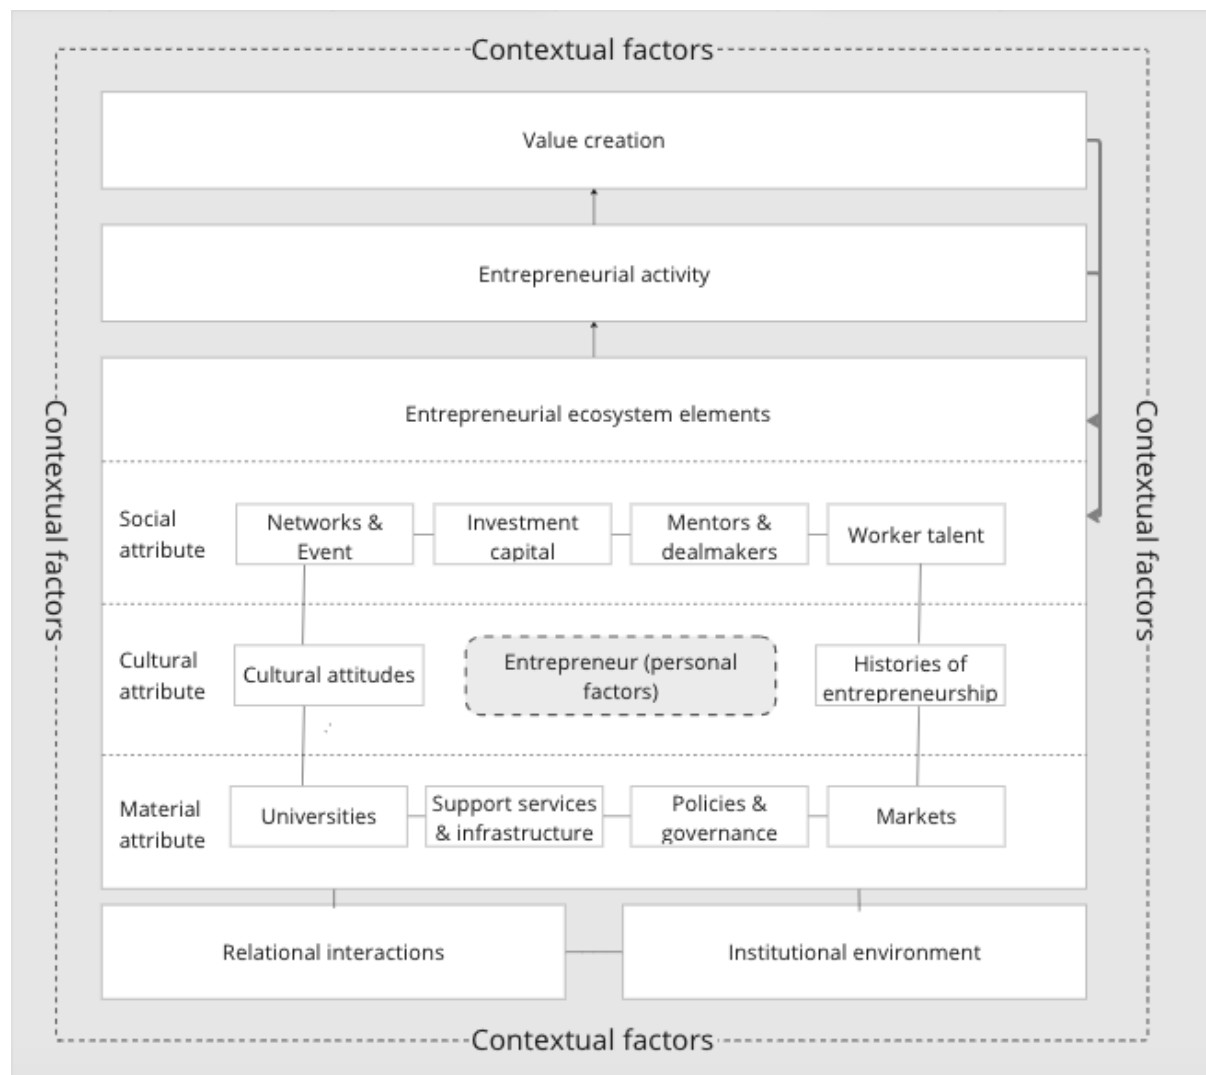 Contextual factors
Value creation
Entrepreneurial activity
Entrepreneurial ecosystem elements
Contextual factors
Contextual factors
Social
attribute
Networks &
Event
Investment
capital
Mentors &
dealmakers
Worker talent
Cultural
attribute
Cultural attitudes
Entrepreneur (personal
factors)
Histories of
entrepreneurship
Material
attribute
Universities
Support services
& infrastructure
Policies &
governance
Markets
Relational interactions
Institutional environment
Contextual factors